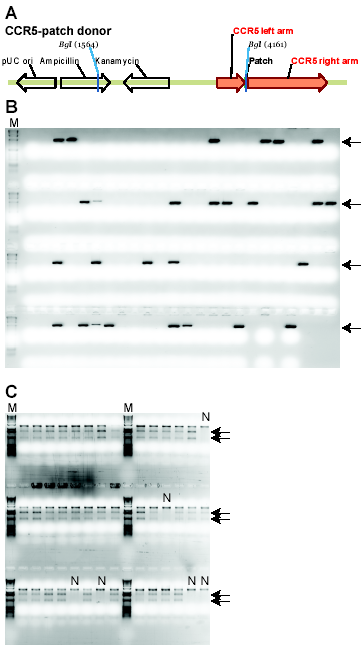 A
CCR5-patch donor
BglI (1564)
CCR5 left arm
BglI (4161)
pUC ori Ampicillin Kanamycin
Patch
CCR5 right arm
B
M
C
M M
N
N
N N N N